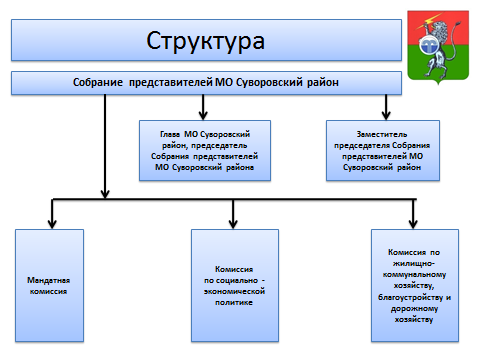 Структура
Собрание представителей МО Суворовский район
Глава МО Суворовский
район, председатель
Собрания представителей
МО Суворовский района
Заместитель
председателя Собрания
представителей МО
Суворовский район
Мандатная
комиссия
Комиссия
по социально -
экономической
политике
Комиссия по
жилищно-
коммунальному
хозяйству,
благоустройству и
дорожному
хозяйству